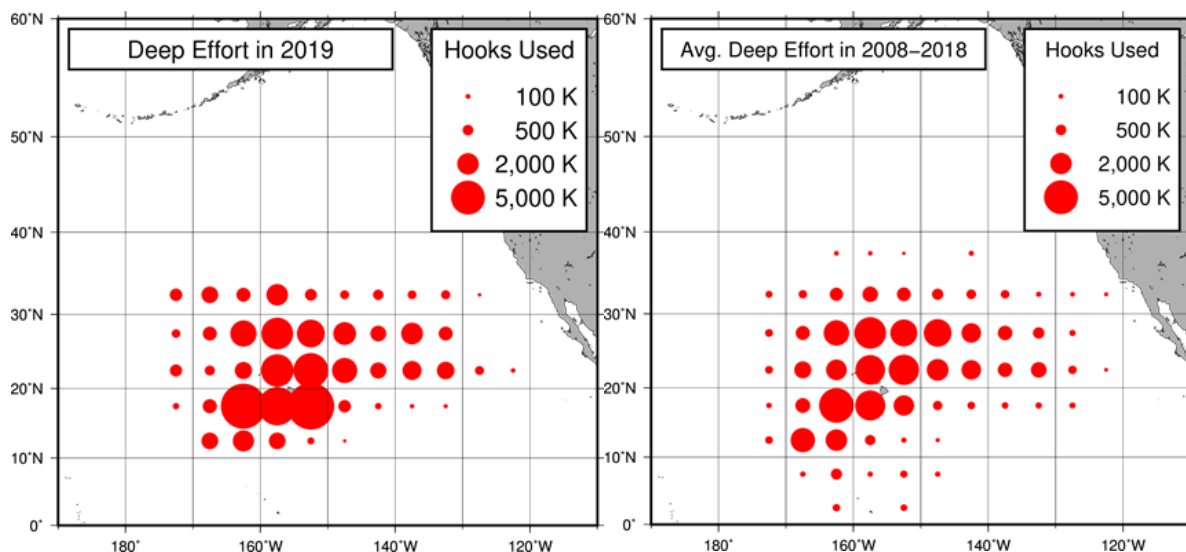 60°N
50°N
40°N
30°N
20°N
10°N
0°
180°
160°W
140°W
120°W
Deep Effort in 2019
Hooks Used
100 K
500 K
2,000 K
5,000 K
60°N
50°N
40°N
30°N
20°N
10°N
0°
180°
160°W
140°W
120°W
Avg. Deep Effort in 2008–2018
Hooks Used
100 K
500 K
2,000 K
5,000 K